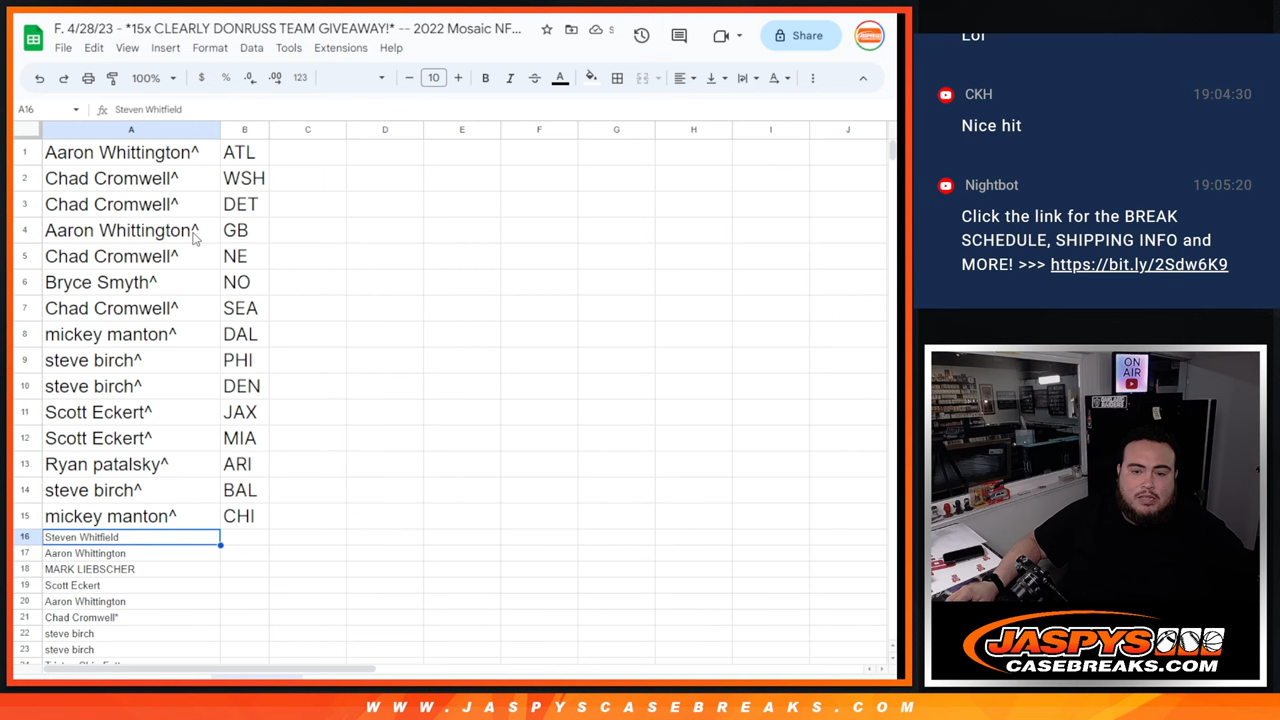 F. 4/28/23 - *15x CLEARLY DONRUSS TEAM GIVEAWAY!* -- 2022 Mosaic NF...
S
Share
File Edit View Insert Format Data Tools Extensions Help
100% $ % .0 .00 123 10 B I A
A16 fx Steven Whitfield
A B C D E F G H I J
1 Aaron Whittington^ ATL
2 Chad Cromwell^ WSH
3 Chad Cromwell^ DET
4 Aaron Whittington^ GB
5 Chad Cromwell^ NE
6 Bryce Smyth^ NO
7 Chad Cromwell^ SEA
8 mickey manton^ DAL
9 steve birch^ PHI
10 steve birch^ DEN
11 Scott Eckert^ JAX
12 Scott Eckert^ MIA
13 Ryan patalsky^ ARI
14 steve birch^ BAL
15 mickey manton^ CHI
16 Steven Whitfield
17 Aaron Whittington
18 MARK LIEBSCHER
19 Scott Eckert
20 Aaron Whittington
21 Chad Cromwell*
22 steve birch
23 steve birch
Lol
CKH 19:04:30
Nice hit
Nightbot 19:05:20
Click the link for the BREAK
SCHEDULE, SHIPPING INFO and
MORE! >>> https://bit.ly/2Sdw6K9
ON
AIR
JASPYS
CASEBREAKS.COM
WWW.JASPYSCASEBREAKS.COM